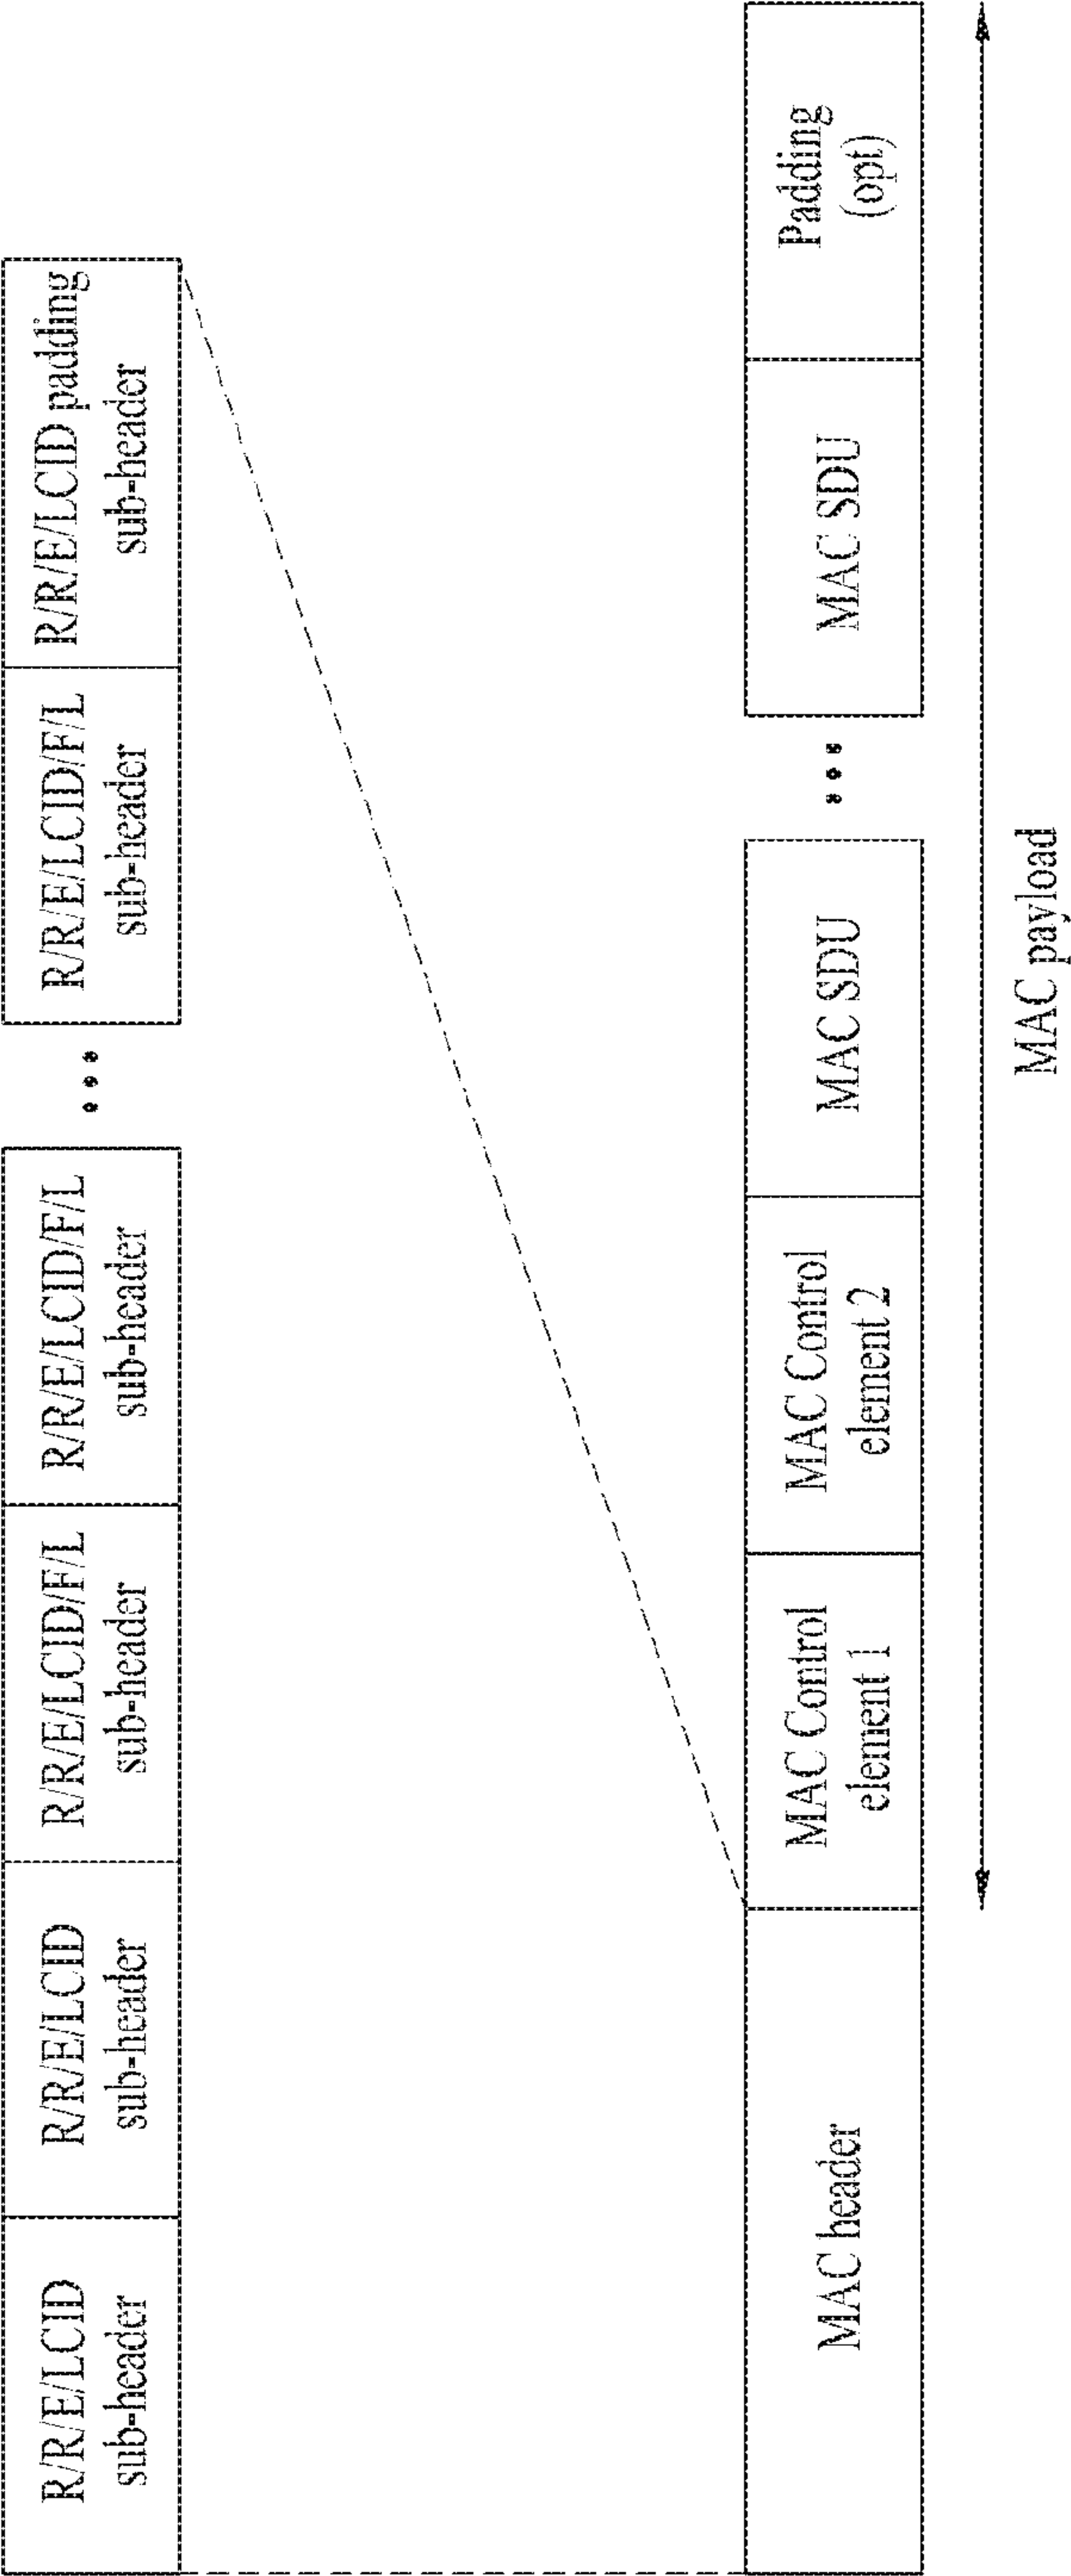 R/R/E/LCID
sub-header
R/R/E/LCID
sub-header
R/R/E/LCID/F/L
sub-header
R/R/E/LCID/F/L
sub-header
•••
R/R/E/LCID/F/L
sub-header
R/R/E/LCID padding
sub-header
MAC header
MAC Control
element 1
MAC Control
element 2
MAC SDU
•••
MAC SDU
Padding
(opt)
MAC payload